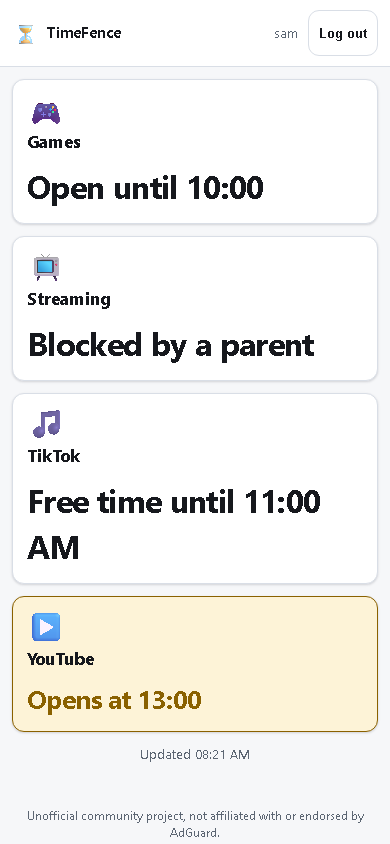 TimeFence
sam
Log out
Games
Open until 10:00
Streaming
Blocked by a parent
TikTok
Free time until 11:00
AM
YouTube
Opens at 13:00
Updated 08:21 AM
Unofficial community project, not affiliated with or endorsed by
AdGuard.